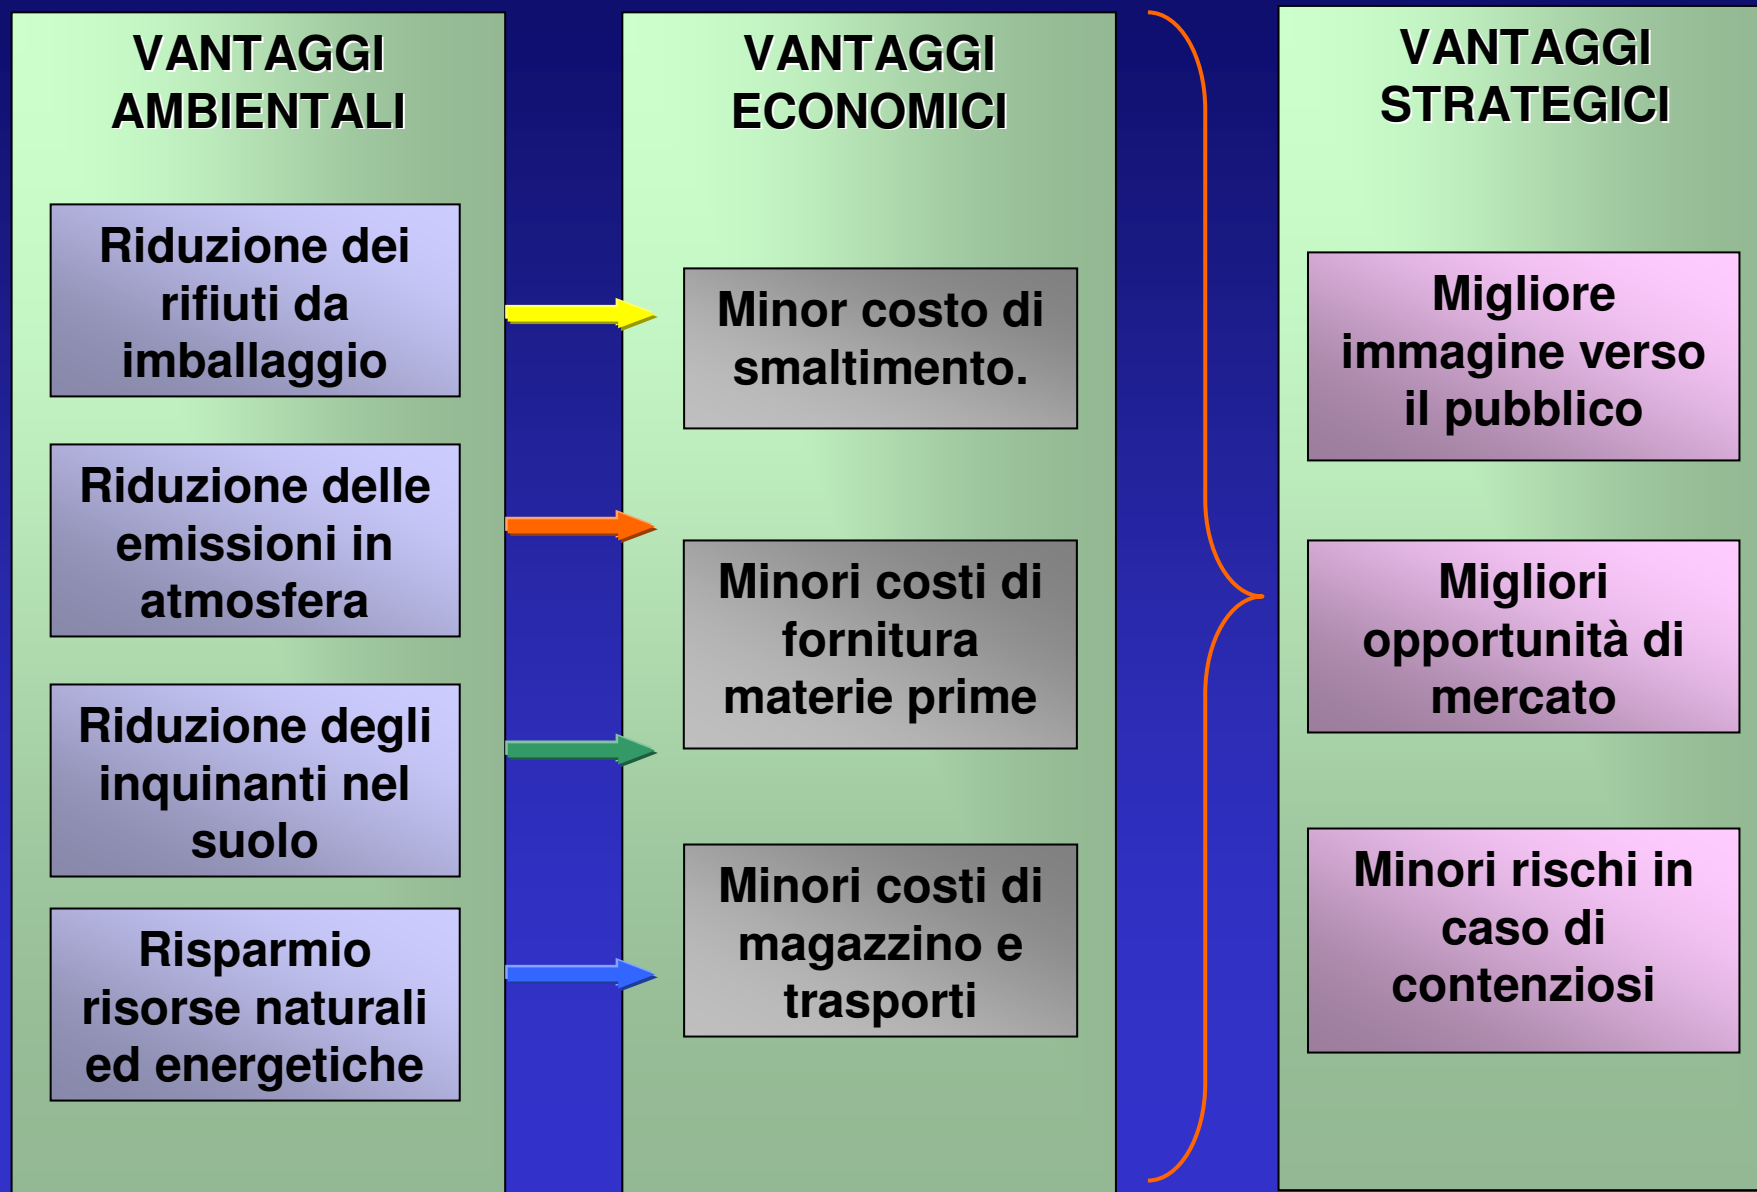 VANTAGGI
AMBIENTALI
Riduzione dei
rifiuti da
imballaggio
Riduzione delle
emissioni in
atmosfera
Riduzione degli
inquinanti nel
suolo
Risparmio
risorse naturali
ed energetiche
VANTAGGI
ECONOMICI
Minor costo di
smaltimento.
Minori costi di
fornitura
materie prime
Minori costi di
magazzino e
trasporti
VANTAGGI
STRATEGICI
Migliore
immagine verso
il pubblico
Migliori
opportunità di
mercato
Minori rischi in
caso di
contenziosi